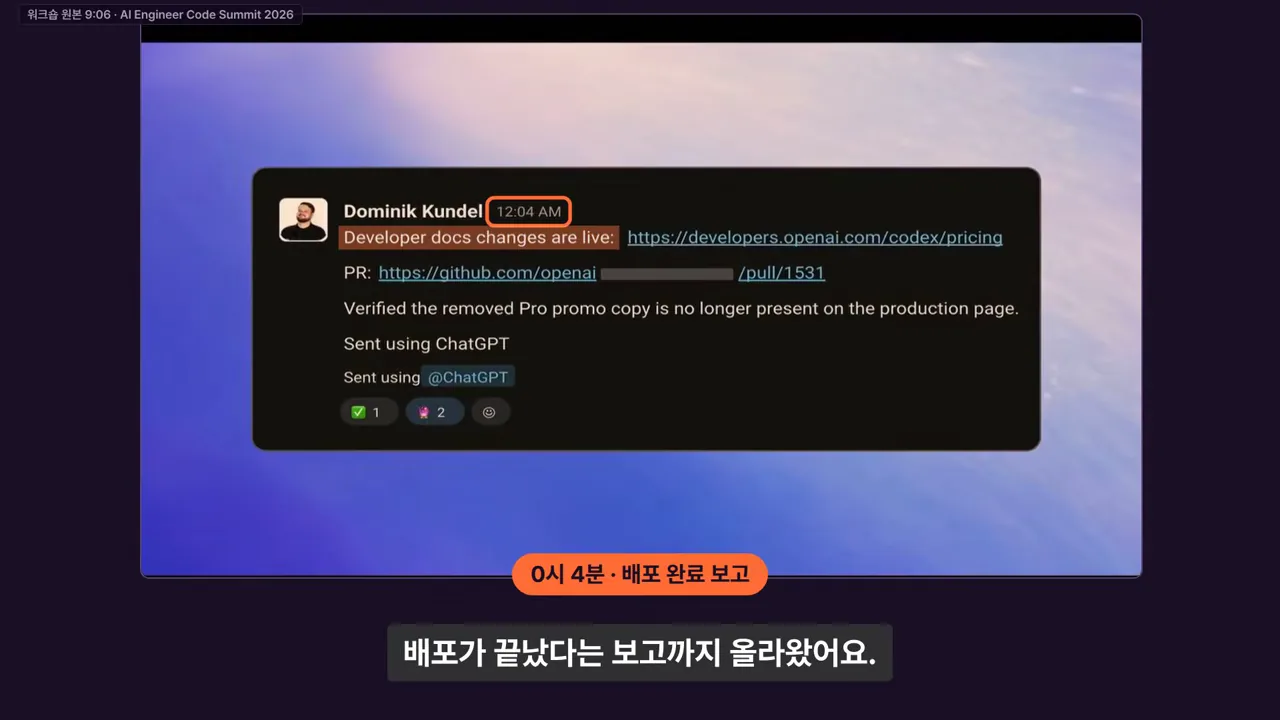 워크숍 원본 9:06 · AI Engineer Code Summit 2026
Dominik Kundel 12:04 AM
Developer docs changes are live: https://developers.openai.com/codex/pricing
PR: https://github.com/openai /pull/1531
Verified the removed Pro promo copy is no longer present on the production page.
Sent using ChatGPT
Sent using @ChatGPT
1 2
0시 4분 · 배포 완료 보고
배포가 끝났다는 보고까지 올라왔어요.